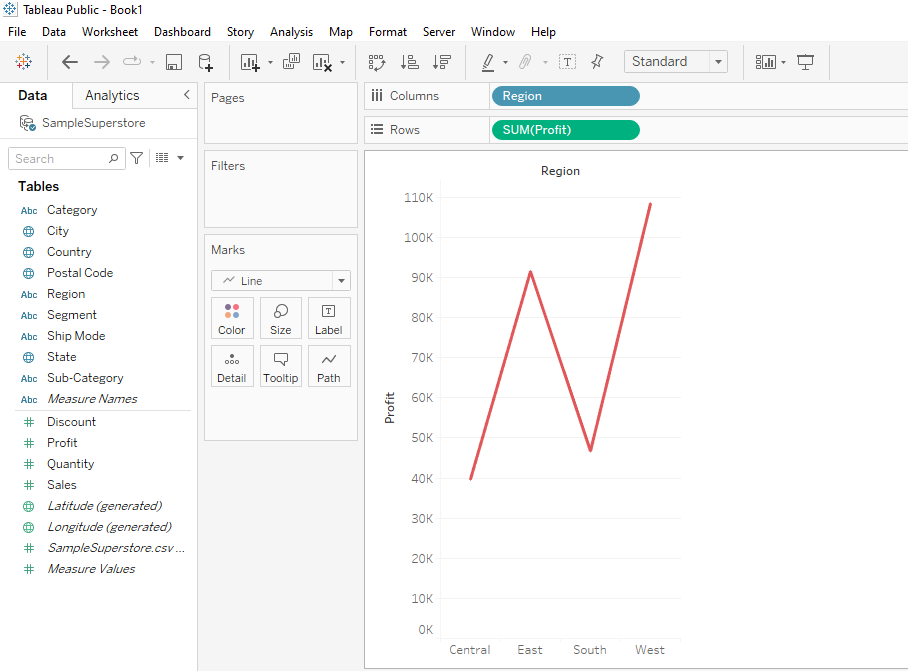 Tableau Public - Book1
File Data Worksheet Dashboard Story Analysis Map Format Server Window Help
Standard
Data Analytics
SampleSuperstore
Search
Tables
Abc Category
City
Country
Postal Code
Abc Region
Abc Segment
Abc Ship Mode
State
Abc Sub-Category
Abc Measure Names
Discount
Profit
Quantity
Sales
Latitude (generated)
Longitude (generated)
SampleSuperstore.csv ...
Measure Values
Pages
Filters
Marks
Line
Color Size Label
Detail Tooltip Path
Columns Region
Rows SUM(Profit)
Region
110K
100K
90K
80K
70K
60K
50K
40K
30K
20K
10K
0K
Profit
Central East South West